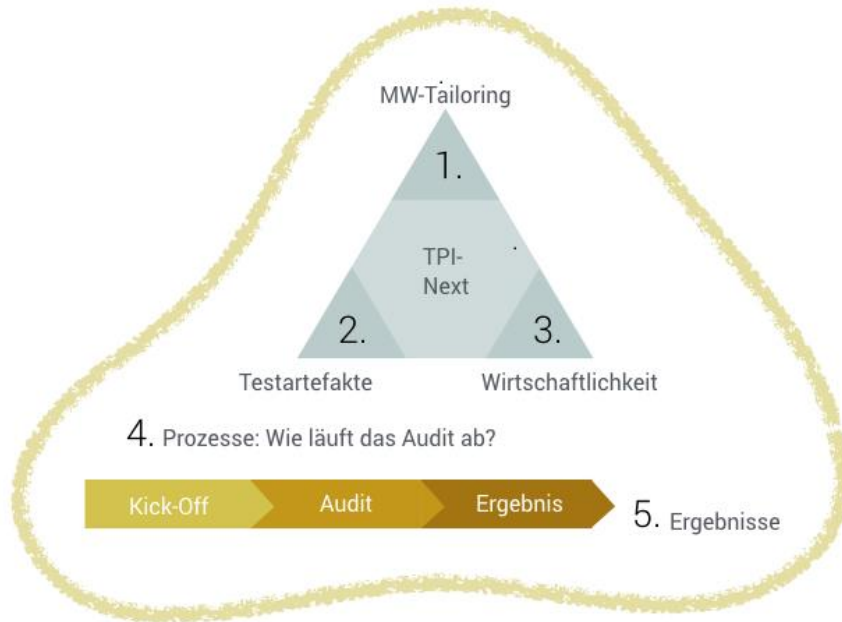 MW-Tailoring
1.
TPI-
Next
2.
3.
Testartefakte
Wirtschaftlichkeit
4. Prozesse: Wie läuft das Audit ab?
Kick-Off
Audit
Ergebnis
5. Ergebnisse